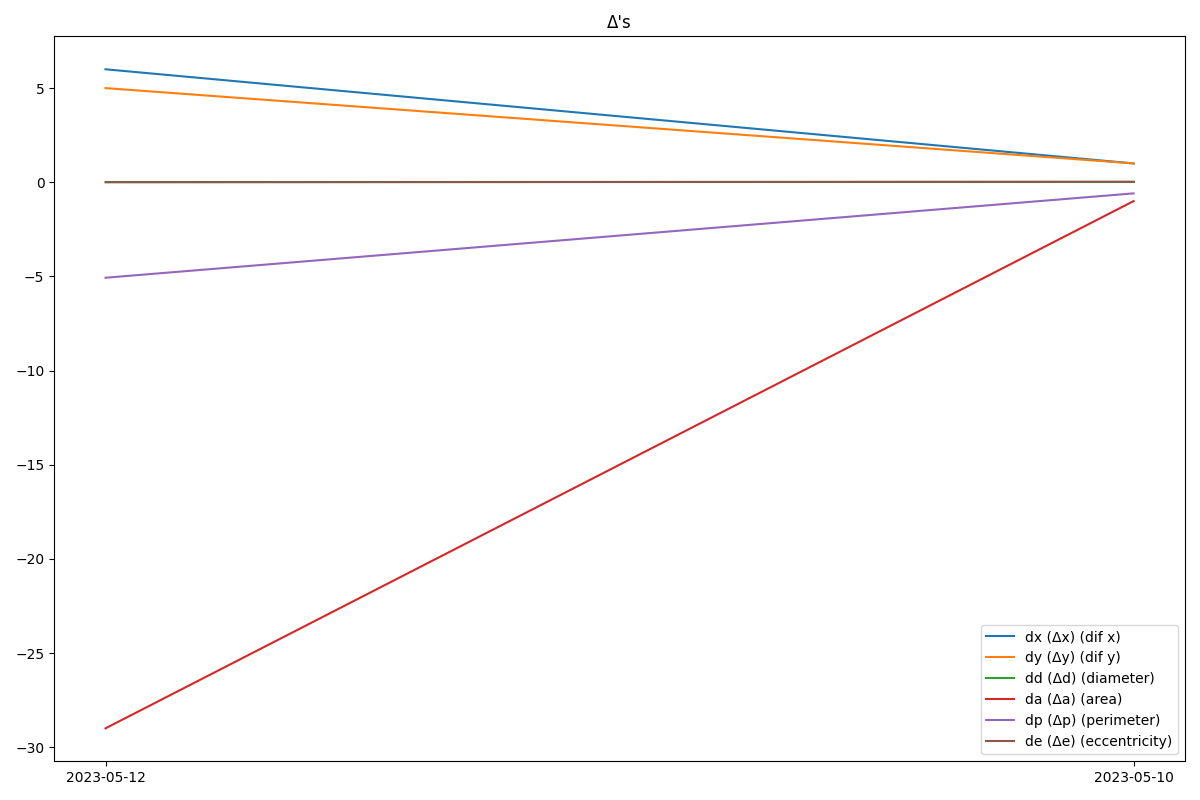 Δ's
5
0
−5
−10
−15
−20
−25
−30
dx (Δx) (dif x)
dy (Δy) (dif y)
dd (Δd) (diameter)
da (Δa) (area)
dp (Δp) (perimeter)
de (Δe) (eccentricity)
2023-05-12
2023-05-10